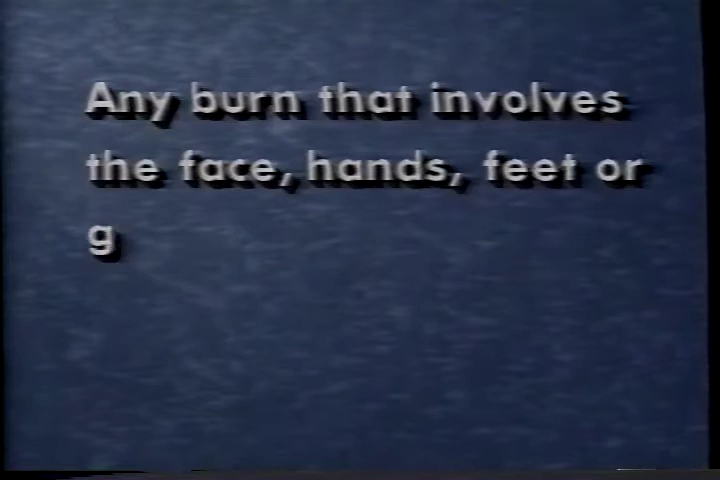 Any burn that involves
the face, hands, feet or
g